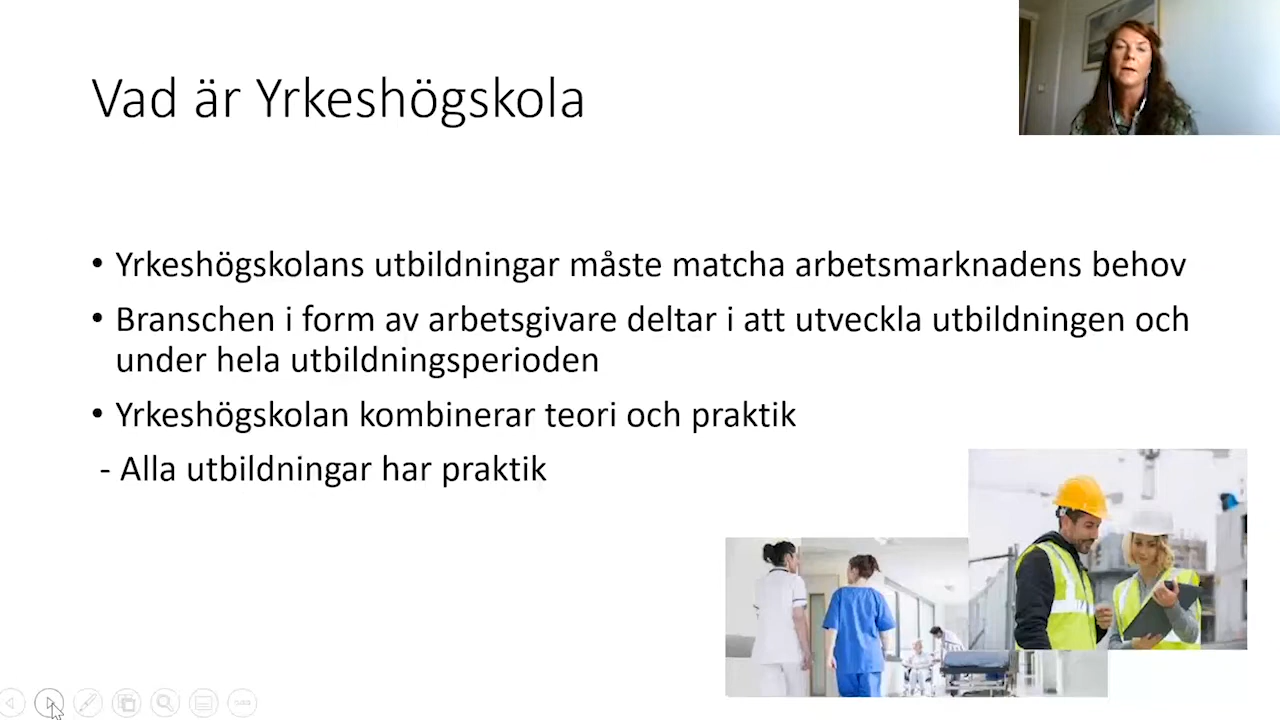 Vad är Yrkeshögskola
• Yrkeshögskolans utbildningar måste matcha arbetsmarknadens behov
• Branschen i form av arbetsgivare deltar i att utveckla utbildningen och
under hela utbildningsperioden
• Yrkeshögskolan kombinerar teori och praktik
- Alla utbildningar har praktik